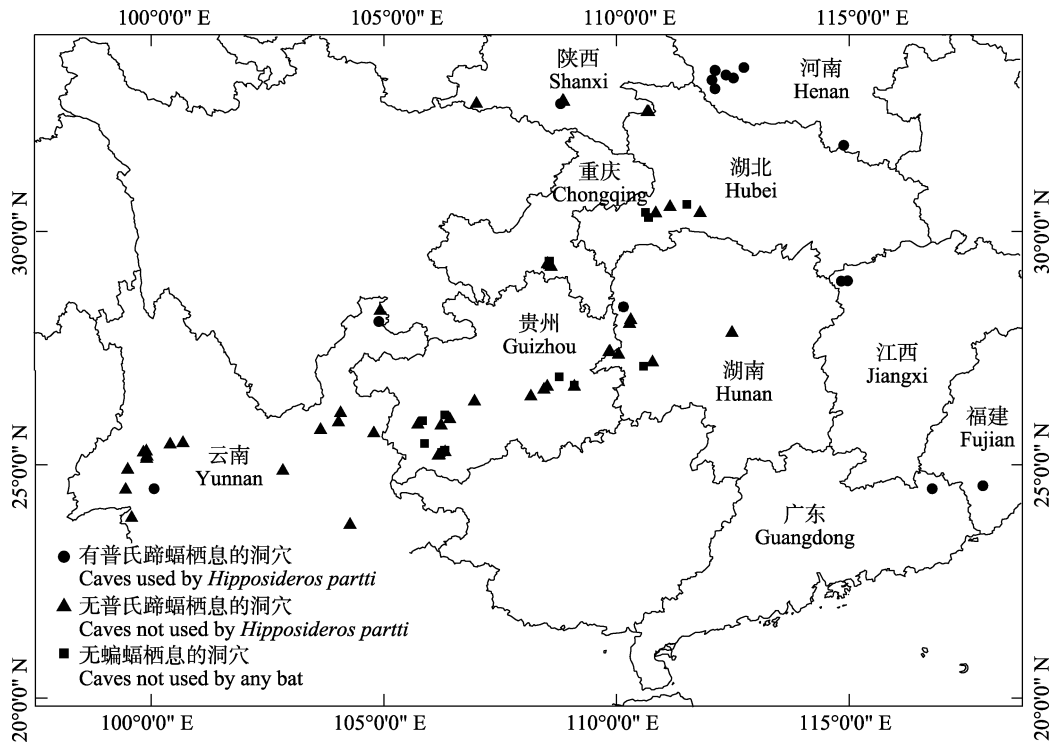 100°0'0" E
105°0'0" E
110°0'0" E
115°0'0" E
陕西
Shanxi
河南
Henan
重庆
Chongqing
湖北
Hubei
30°0'0" N
30°0'0" N
贵州
Guizhou
湖南
Hunan
江西
Jiangxi
福建
Fujian
云南
Yunnan
25°0'0" N
25°0'0" N
广东
Guangdong
有普氏蹄蝠栖息的洞穴
Caves used by Hipposideros partti
无普氏蹄蝠栖息的洞穴
Caves not used by Hipposideros partti
无蝙蝠栖息的洞穴
Caves not used by any bat
20°0'0" N
20°0'0" N
100°0'0" E
105°0'0" E
110°0'0" E
115°0'0" E